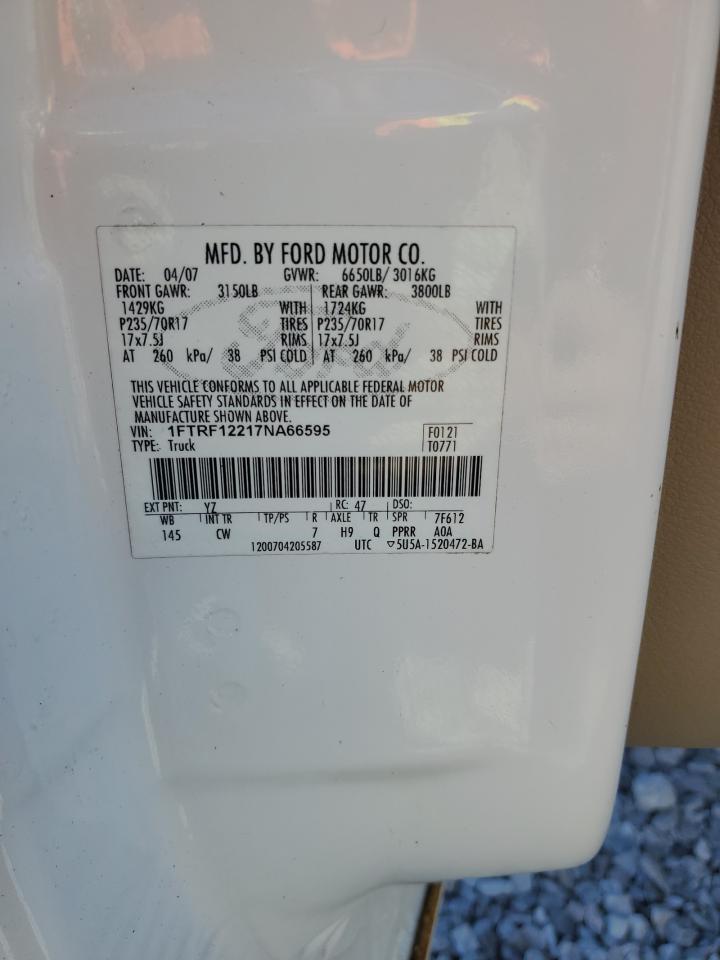 MFD. BY FORD MOTOR CO.
DATE: 04/07 GVWR: 6650LB/ 3016KG
FRONT GAWR: 3150LB REAR GAWR: 3800LB
1429KG WITH 1724KG WITH
P235/70R17 TIRES P235/70R17 TIRES
17x7.5J RIMS 17x7.5J RIMS
AT 260 kPa/ 38 PSI COLD AT 260 kPa/ 38 PSI COLD
THIS VEHICLE CONFORMS TO ALL APPLICABLE FEDERAL MOTOR
VEHICLE SAFETY STANDARDS IN EFFECT ON THE DATE OF
MANUFACTURE SHOWN ABOVE.
VIN: 1FTRF12217NA66595 F0121
TYPE: Truck T0771
EXT PNT: YZ RC: 47 DSO:
WB INT TR TP/PS R AXLE TR SPR 7F612
145 CW 7 H9 Q PPRR A0A
1200704205587 UTC ▽5U5A-1520472-BA